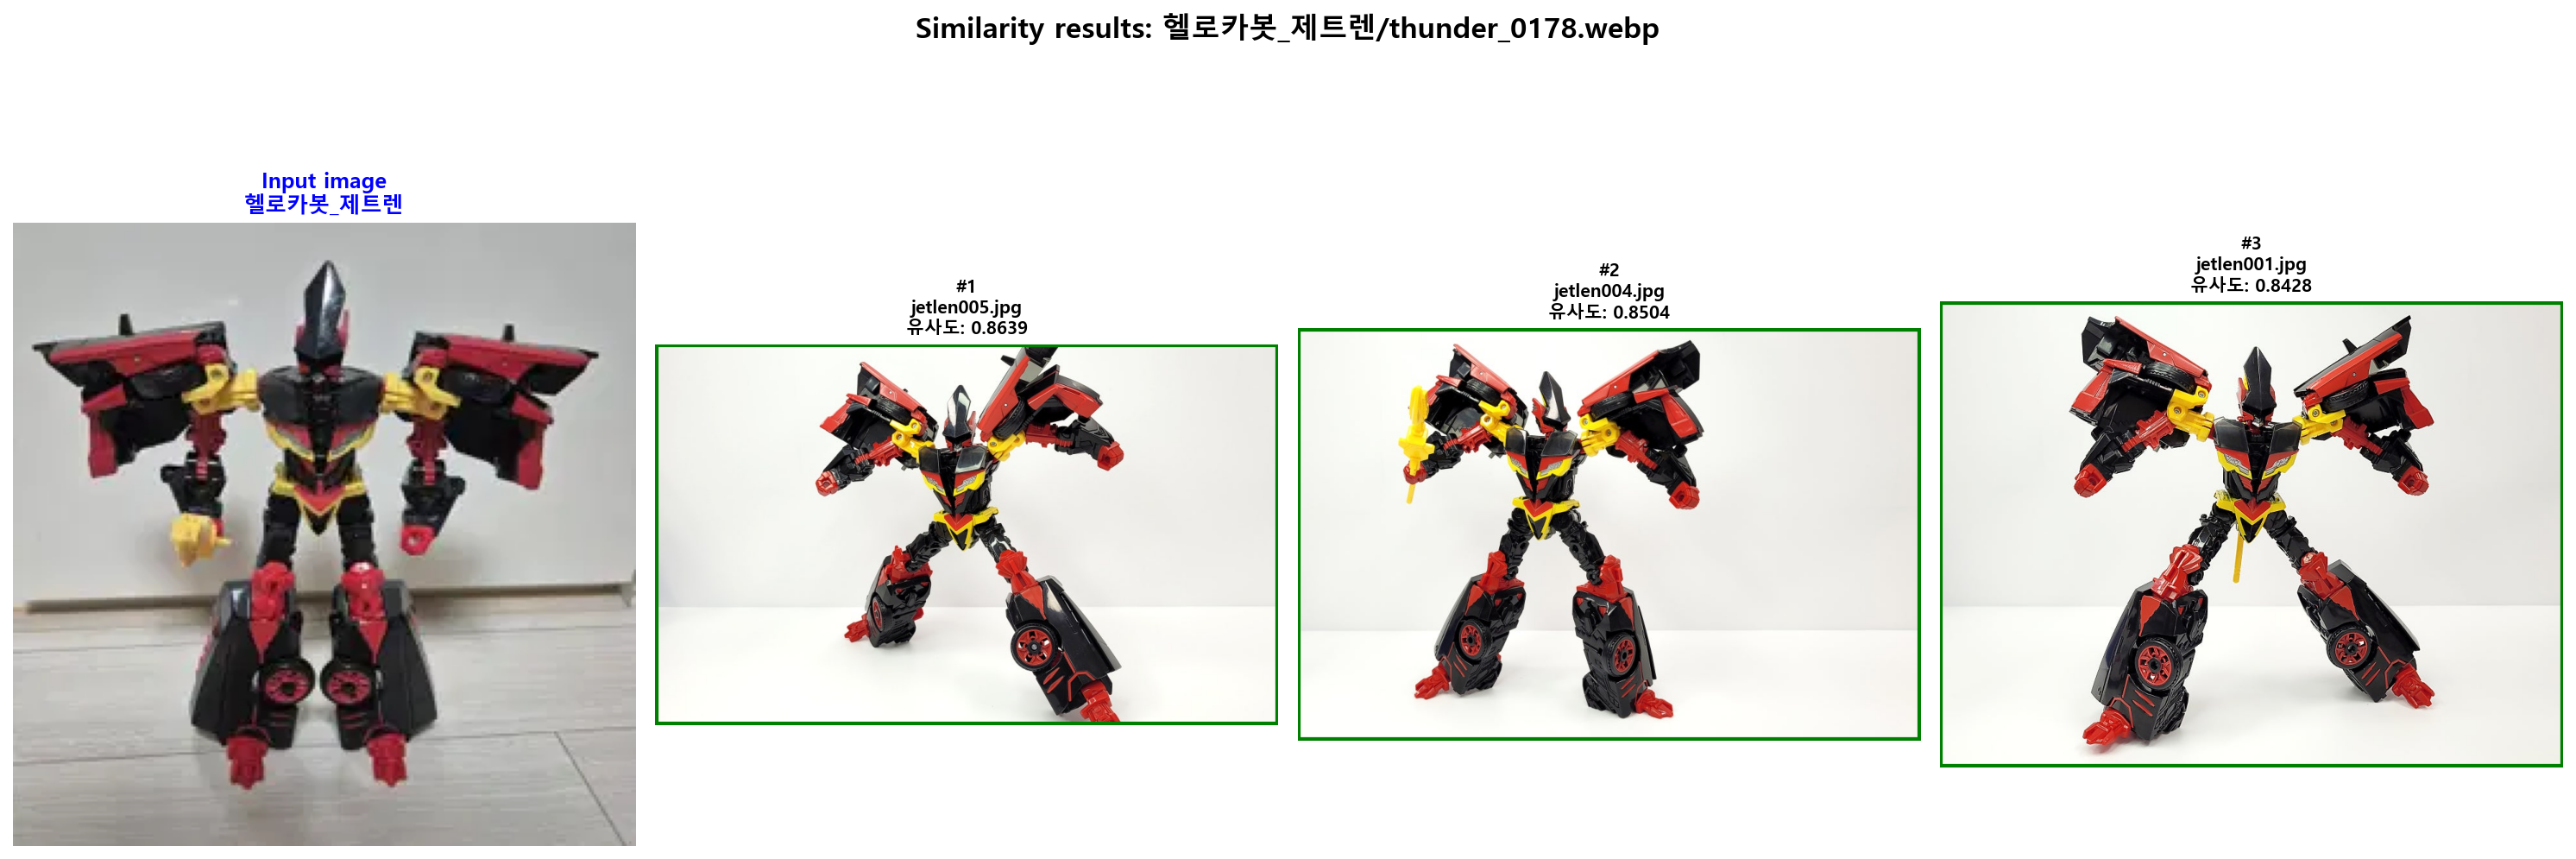 Similarity results: 헬로카봇_제트렌/thunder_0178.webp
Input image
헬로카봇_제트렌
#1
jetlen005.jpg
유사도: 0.8639
#2
jetlen004.jpg
유사도: 0.8504
#3
jetlen001.jpg
유사도: 0.8428